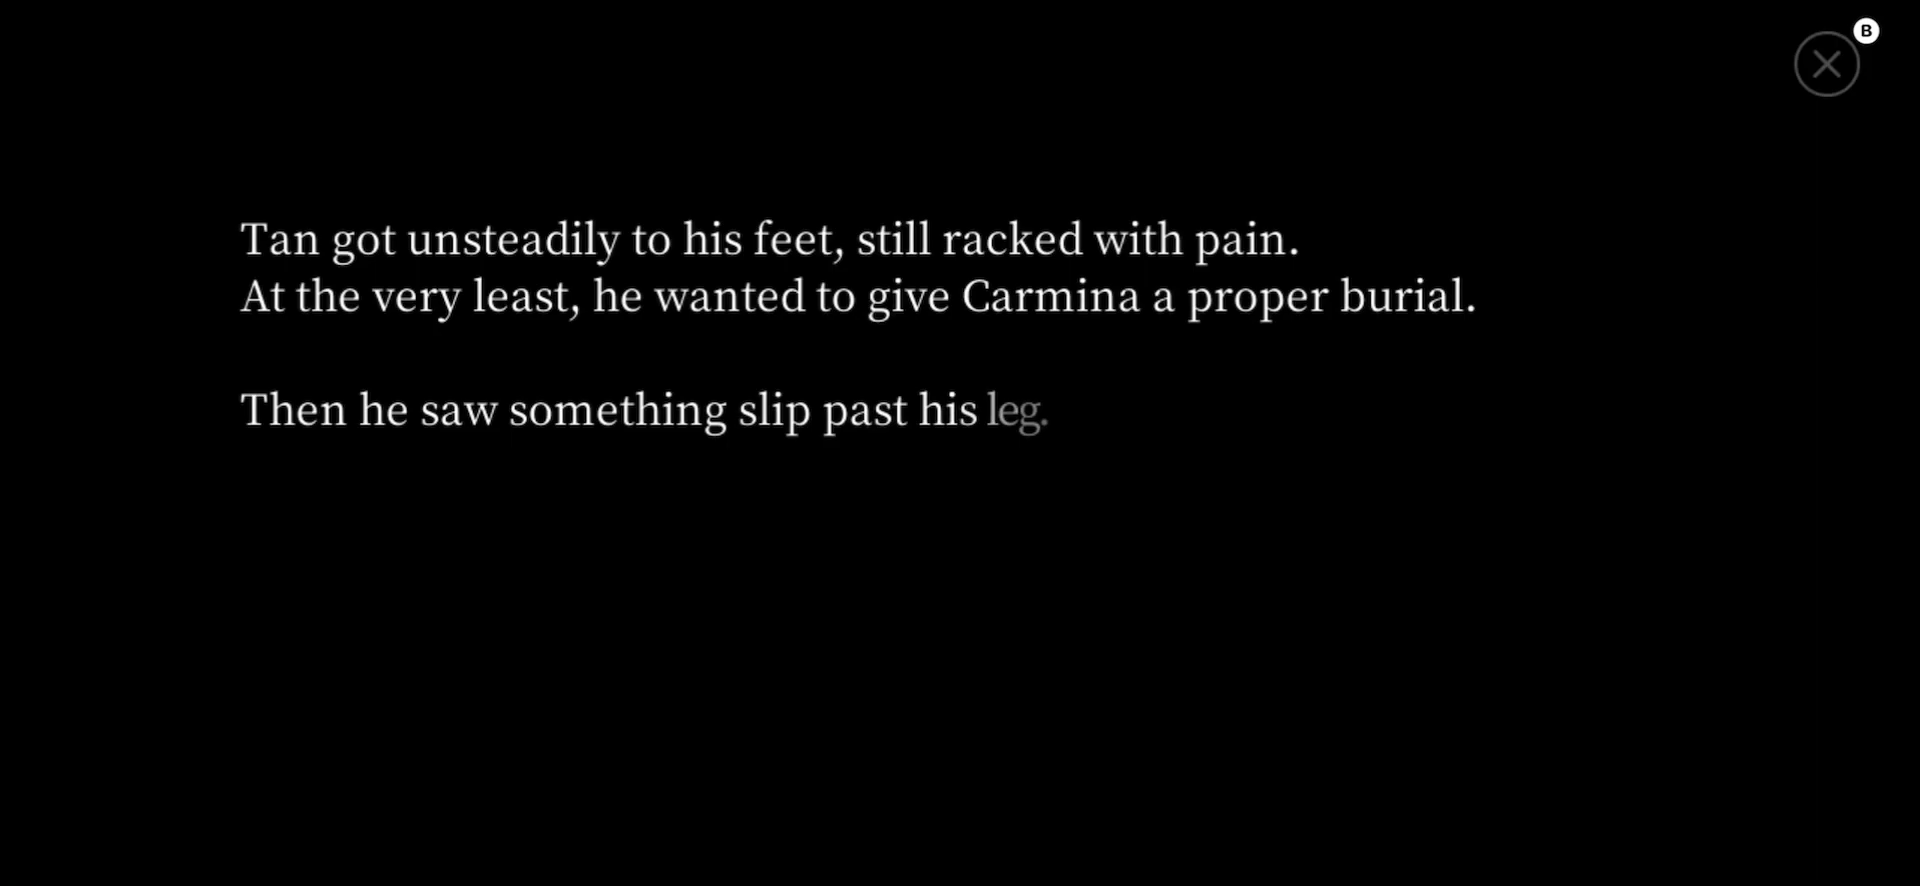 B
Tan got unsteadily to his feet, still racked with pain.
At the very least, he wanted to give Carmina a proper burial.
Then he saw something slip past his leg.